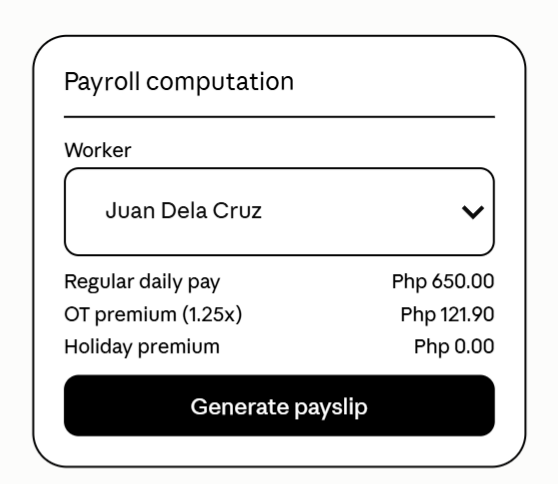 Payroll computation
Worker
Juan Dela Cruz
Regular daily pay Php 650.00
OT premium (1.25x) Php 121.90
Holiday premium Php 0.00
Generate payslip